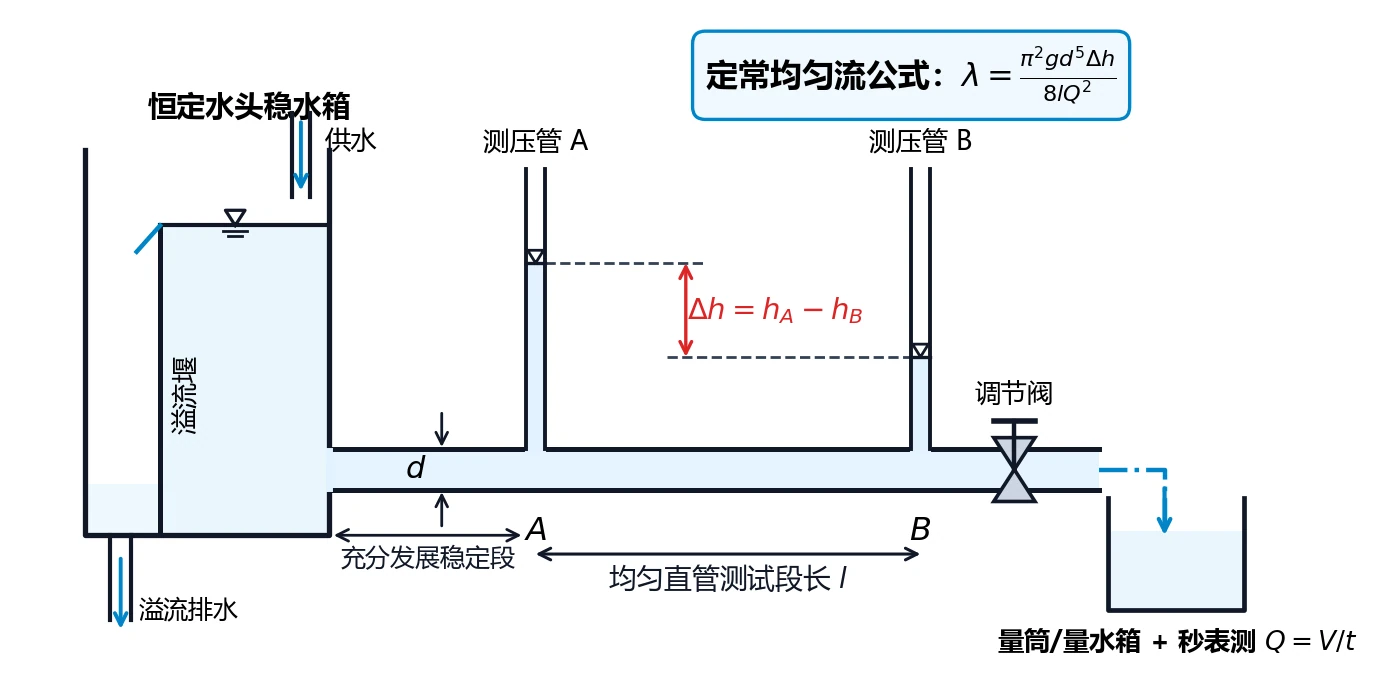 定常均匀流公式：λ = π²gd⁵Δh / 8lQ²
恒定水头稳水箱
供水
测压管 A
测压管 B
Δh = h_A − h_B
溢流堰
调节阀
d
A
B
充分发展稳定段
均匀直管测试段长 l
溢流排水
量筒/量水箱 + 秒表测 Q = V/t